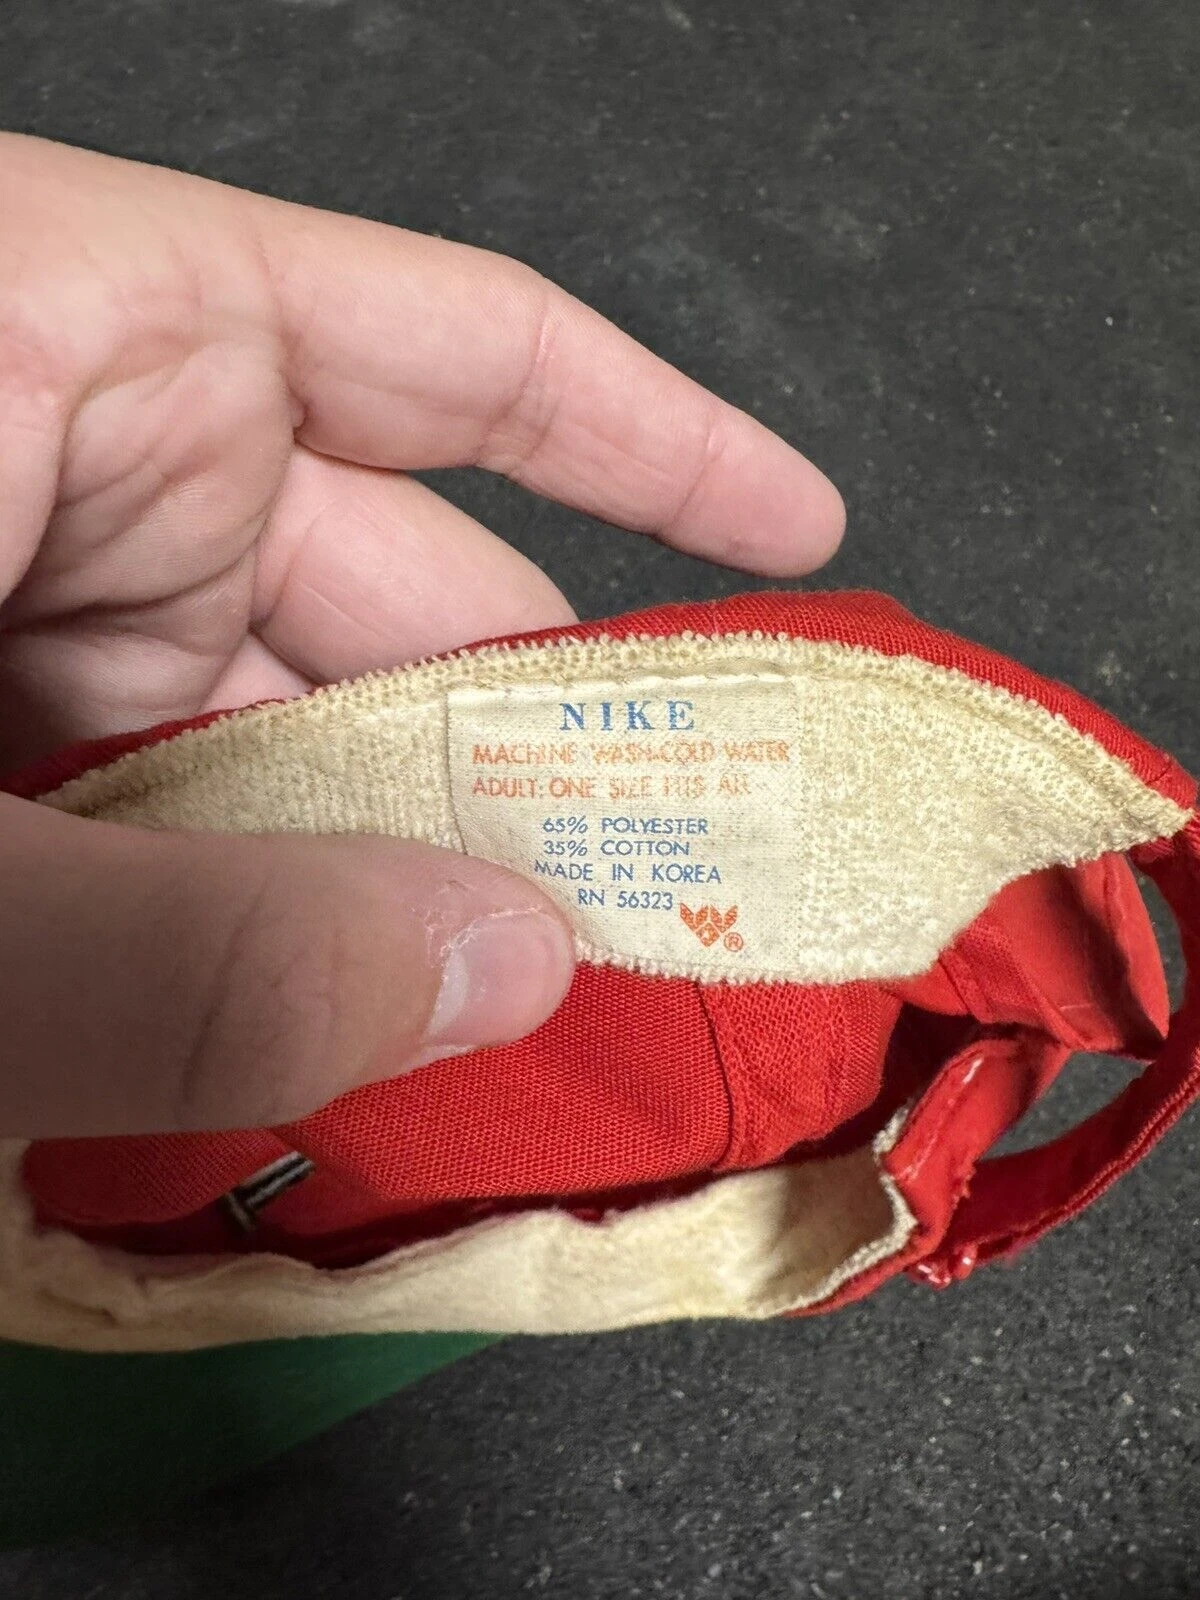 NIKE
MACHINE WASH-COLD WATER
ADULT: ONE SIZE FITS ALL
65% POLYESTER
35% COTTON
MADE IN KOREA
RN 56323
®